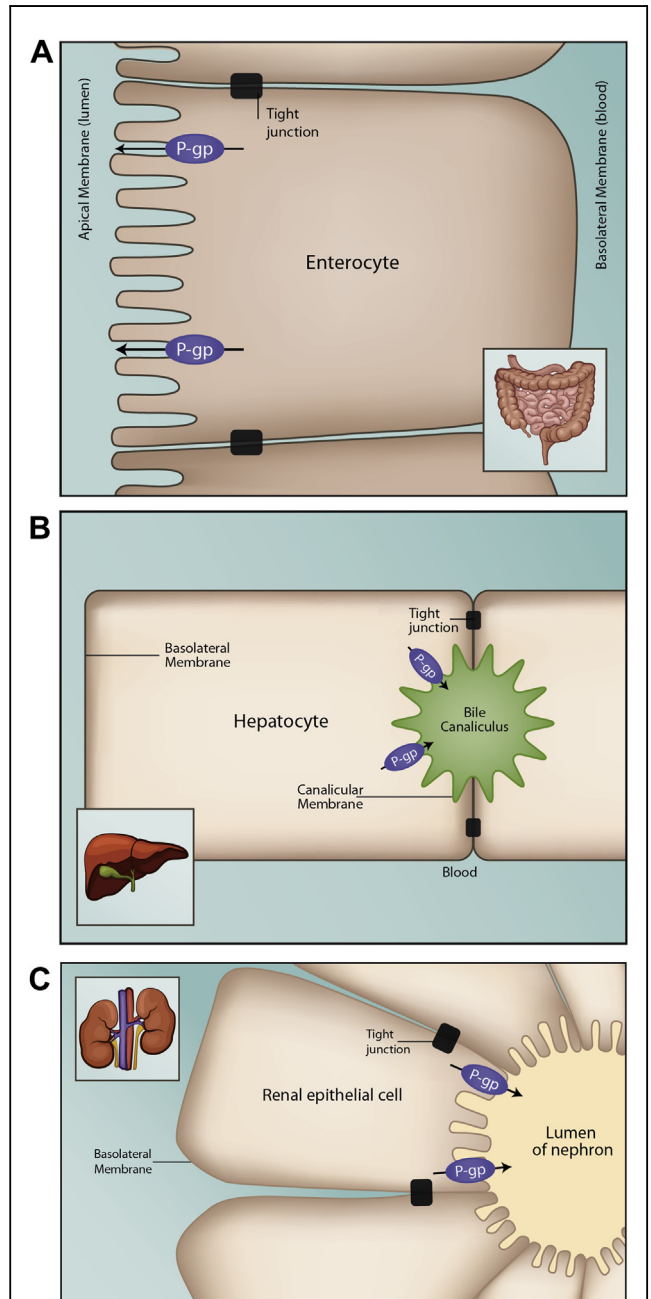 A
Apical Membrane (lumen)
Tight
junction
P-gp
Enterocyte
Basolateral Membrane (blood)
P-gp
B
Tight
junction
Basolateral
Membrane
P-gp
Hepatocyte
Bile
Canaliculus
P-gp
Canalicular
Membrane
Blood
C
Tight
junction
P-gp
Renal epithelial cell
Lumen
of nephron
Basolateral
Membrane
P-gp